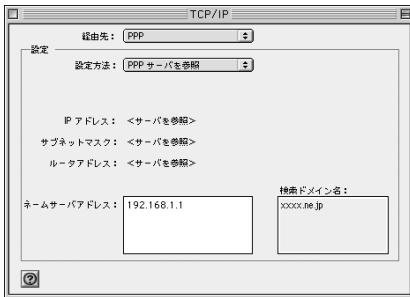 TCP/IP
経由先： PPP
設定
設定方法： PPP サーバを参照
IP アドレス： <サーバを参照>
サブネットマスク： <サーバを参照>
ルータアドレス： <サーバを参照>
検索ドメイン名：
ネームサーバアドレス： 192.168.1.1
xxxx.ne.jp
?